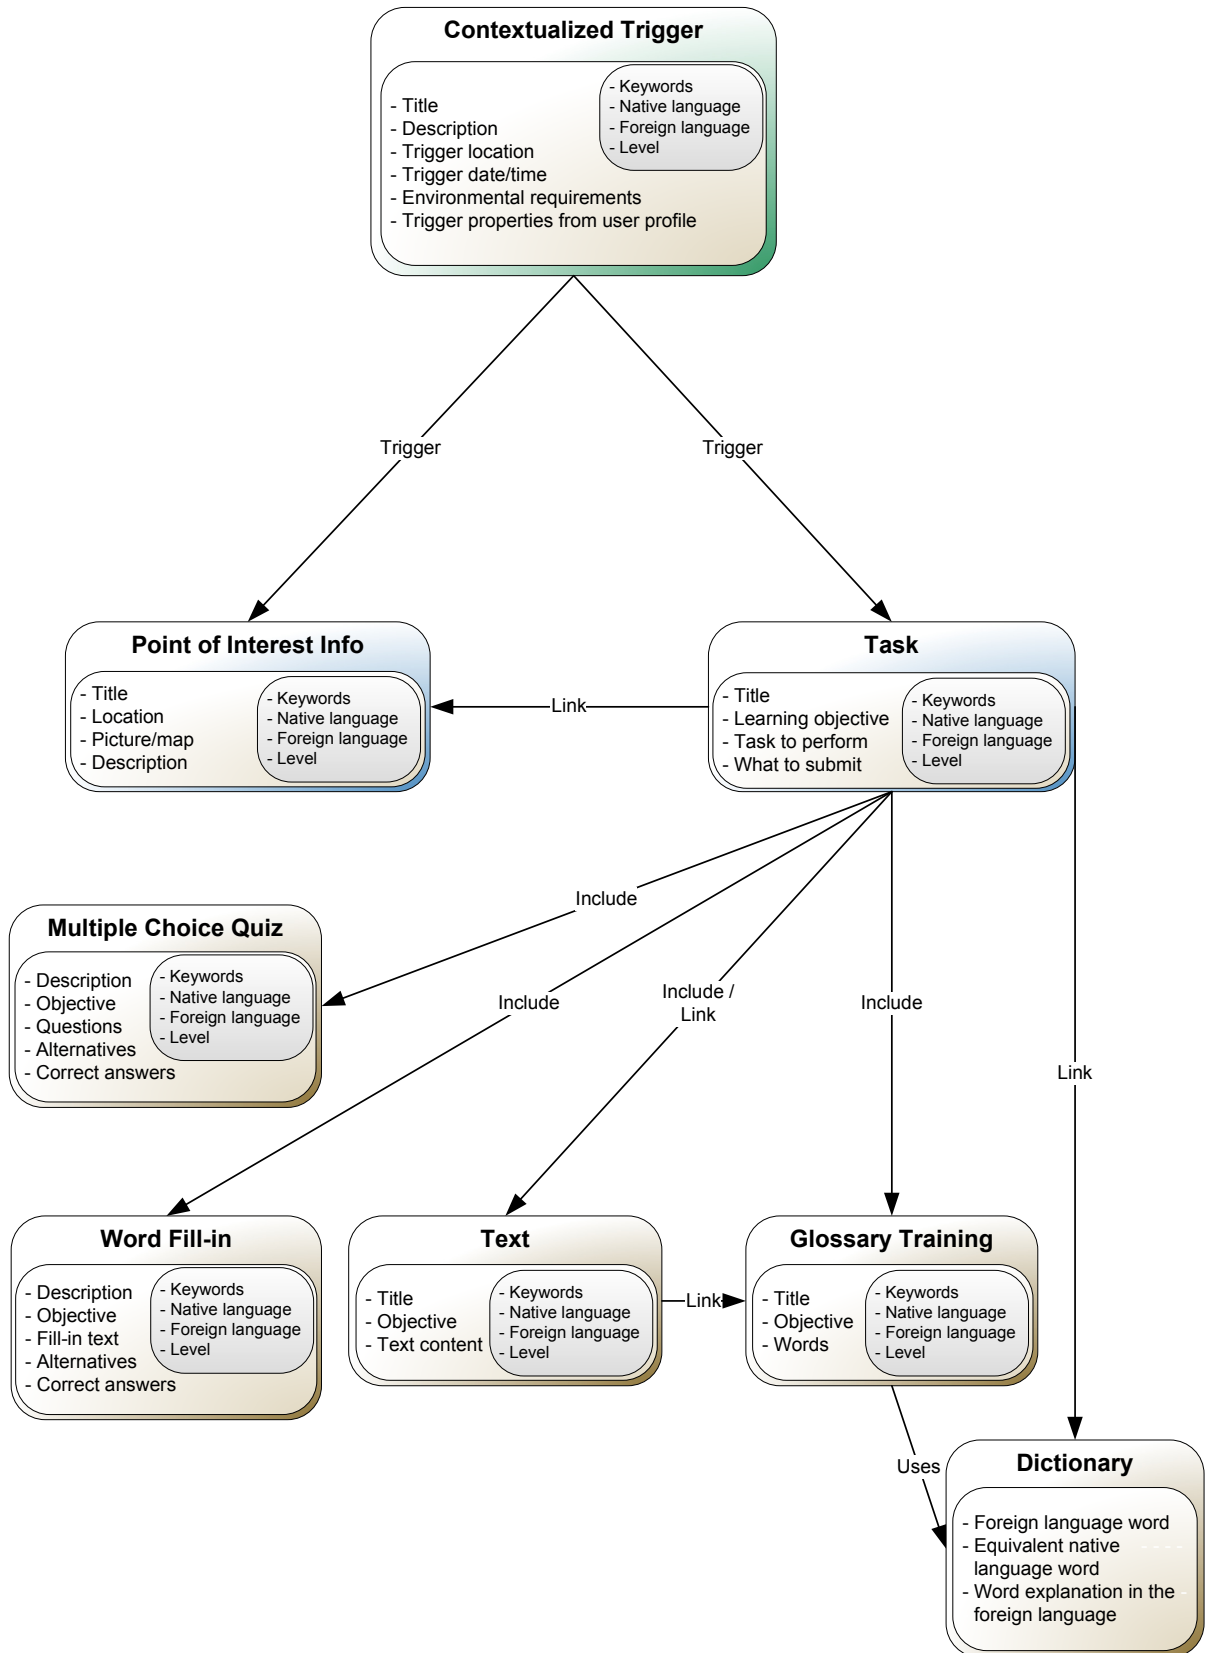 Contextualized Trigger
- Title
- Description
- Trigger location
- Trigger date/time
- Environmental requirements
- Trigger properties from user profile
- Keywords
- Native language
- Foreign language
- Level
Trigger
Trigger
Point of Interest Info
- Title
- Location
- Picture/map
- Description
- Keywords
- Native language
- Foreign language
- Level
Link
Task
- Title
- Learning objective
- Task to perform
- What to submit
- Keywords
- Native language
- Foreign language
- Level
Include
Include
Include /
Link
Include
Link
Multiple Choice Quiz
- Description
- Objective
- Questions
- Alternatives
- Correct answers
- Keywords
- Native language
- Foreign language
- Level
Word Fill-in
- Description
- Objective
- Fill-in text
- Alternatives
- Correct answers
- Keywords
- Native language
- Foreign language
- Level
Text
- Title
- Objective
- Text content
- Keywords
- Native language
- Foreign language
- Level
Link
Glossary Training
- Title
- Objective
- Words
- Keywords
- Native language
- Foreign language
- Level
Uses
Dictionary
- Foreign language word
- Equivalent native
language word
- Word explanation in the
foreign language